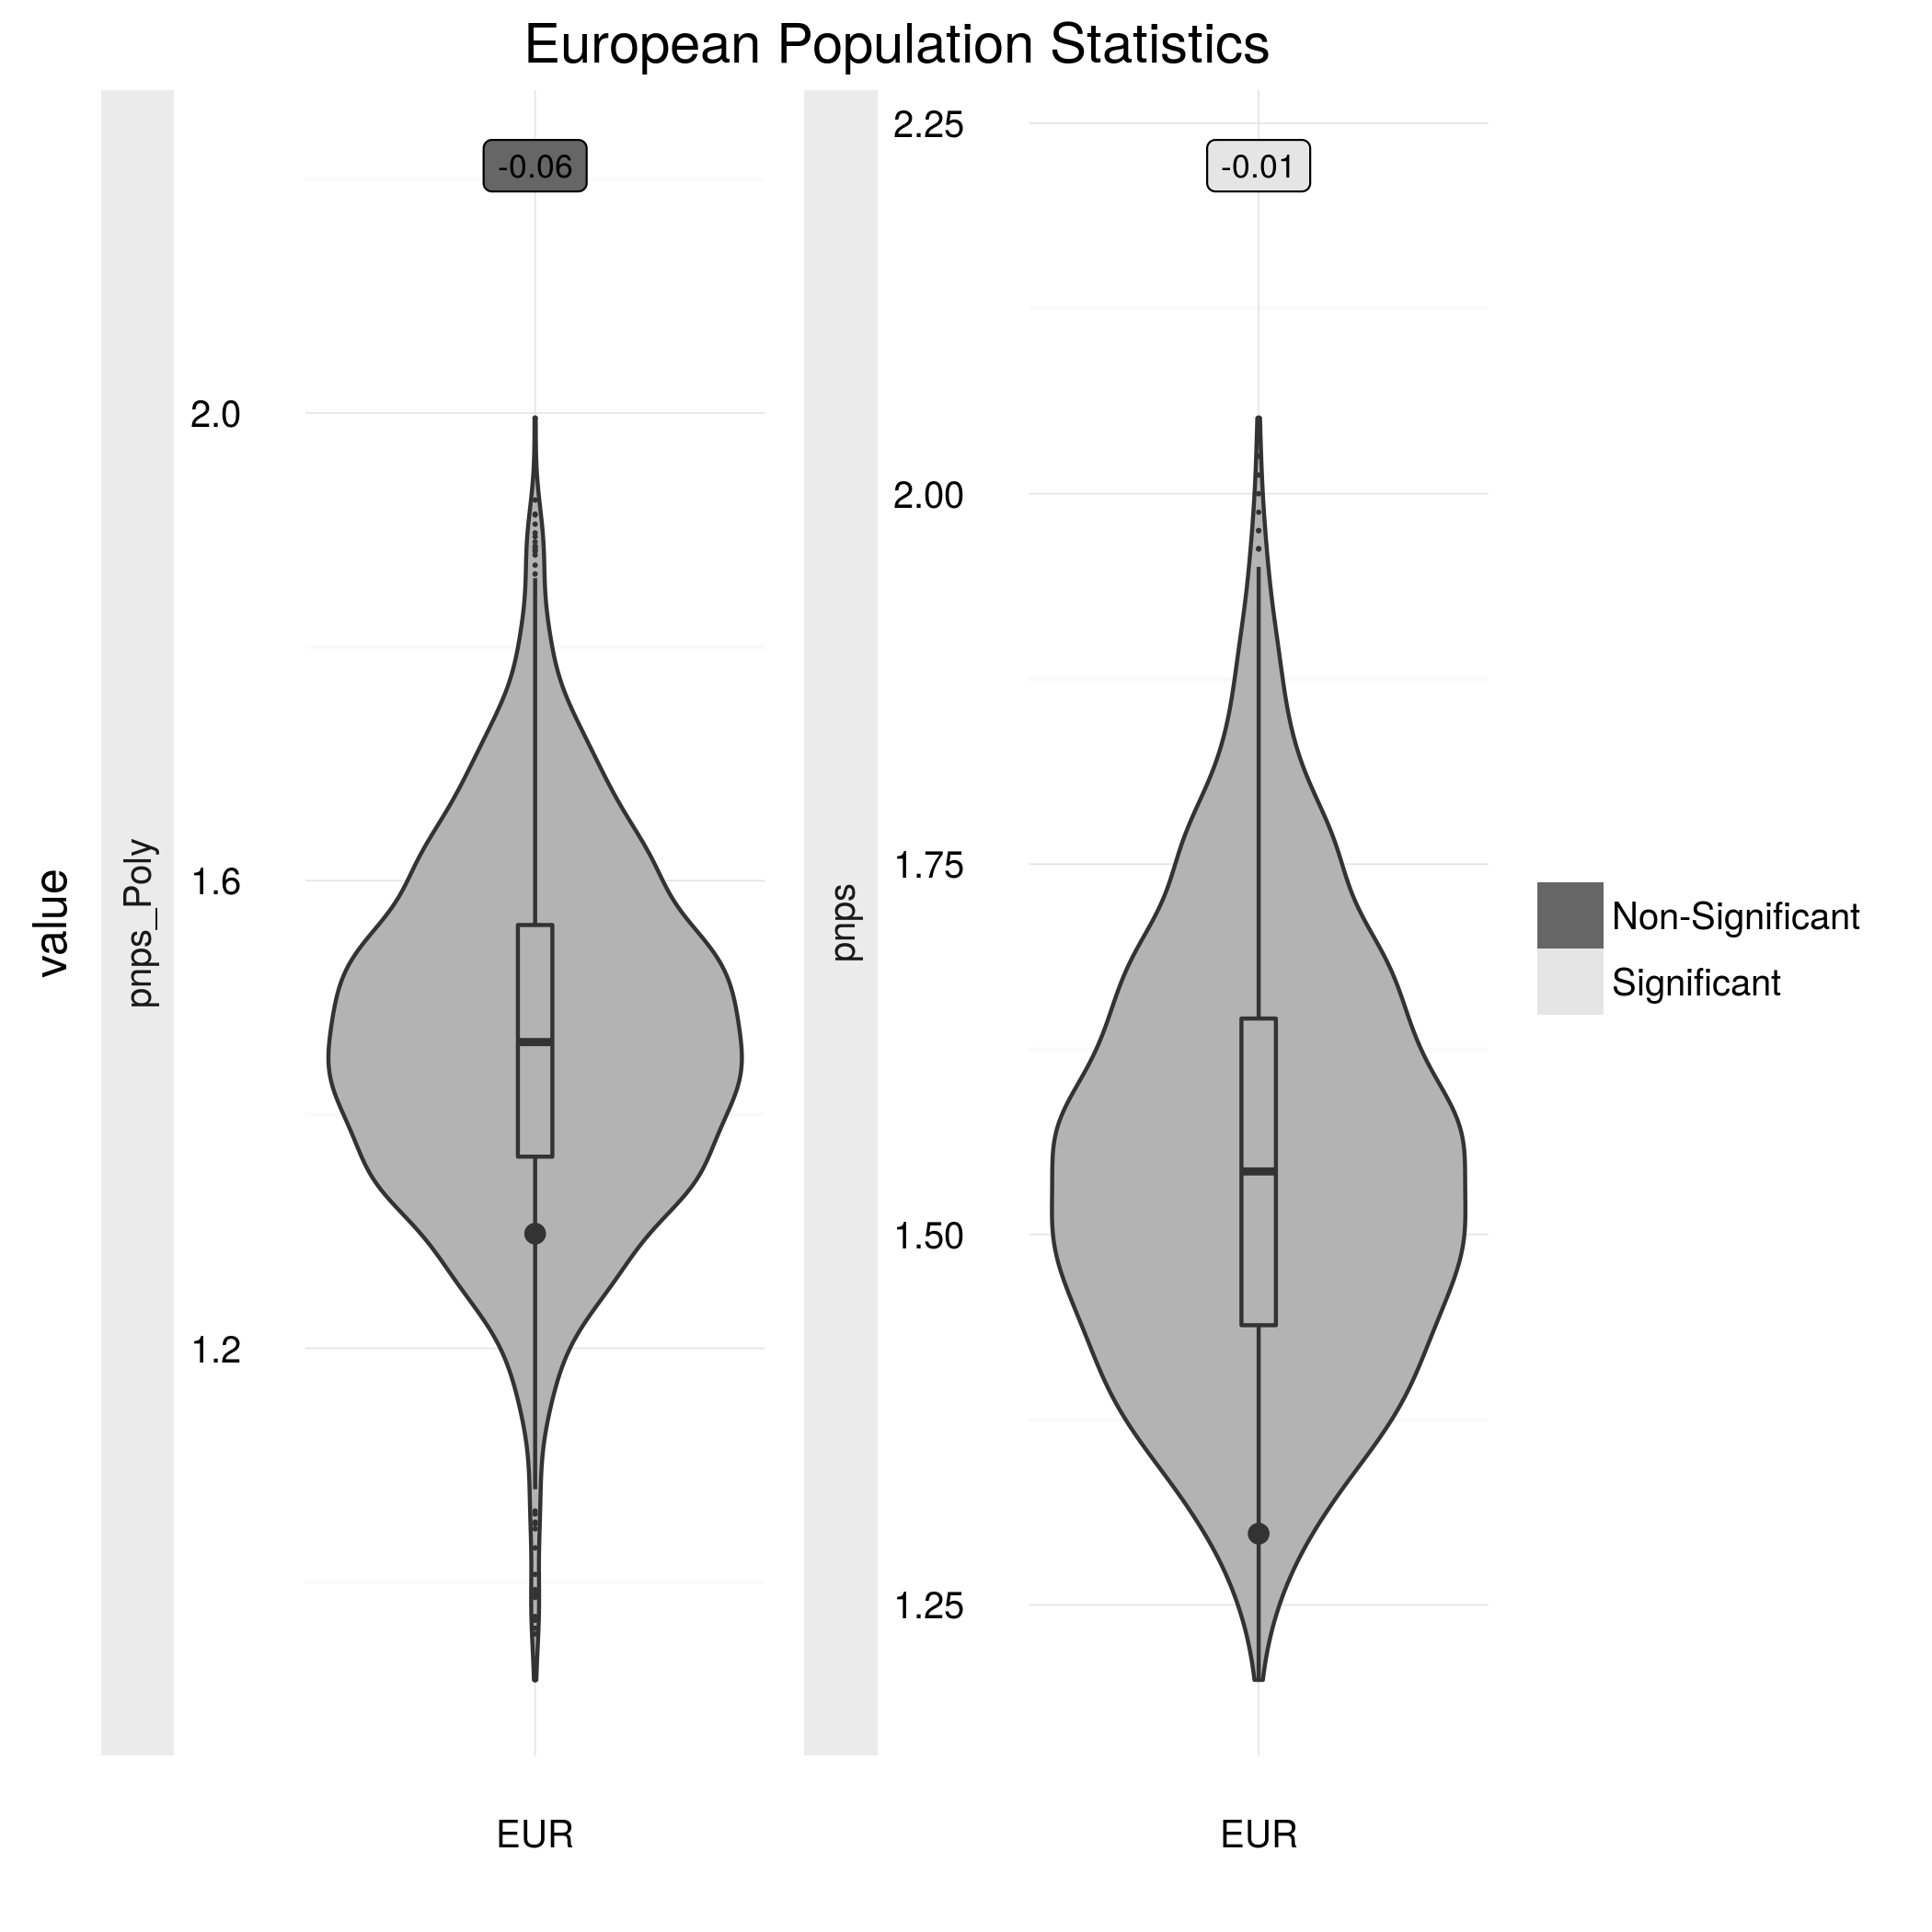 European Population Statistics
value
pnps_Poly
2.0
1.6
1.2
-0.06
EUR
pnps
2.25
2.00
1.75
1.50
1.25
-0.01
EUR
Non-Significant
Significant